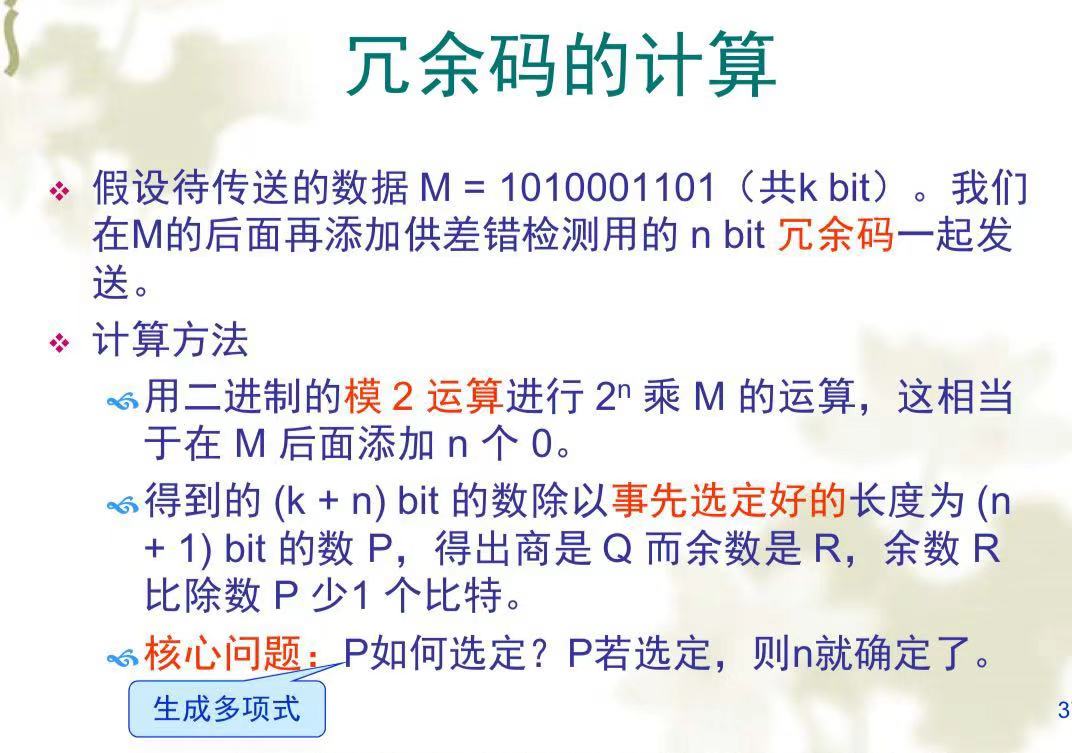 冗余码的计算
假设待传送的数据 M = 1010001101（共k bit）。我们
在M的后面再添加供差错检测用的 n bit 冗余码一起发
送。
计算方法
用二进制的模 2 运算进行 2ⁿ 乘 M 的运算，这相当
于在 M 后面添加 n 个 0。
得到的 (k + n) bit 的数除以事先选定好的长度为 (n
+ 1) bit 的数 P，得出商是 Q 而余数是 R，余数 R
比除数 P 少1 个比特。
核心问题：P如何选定？P若选定，则n就确定了。
生成多项式